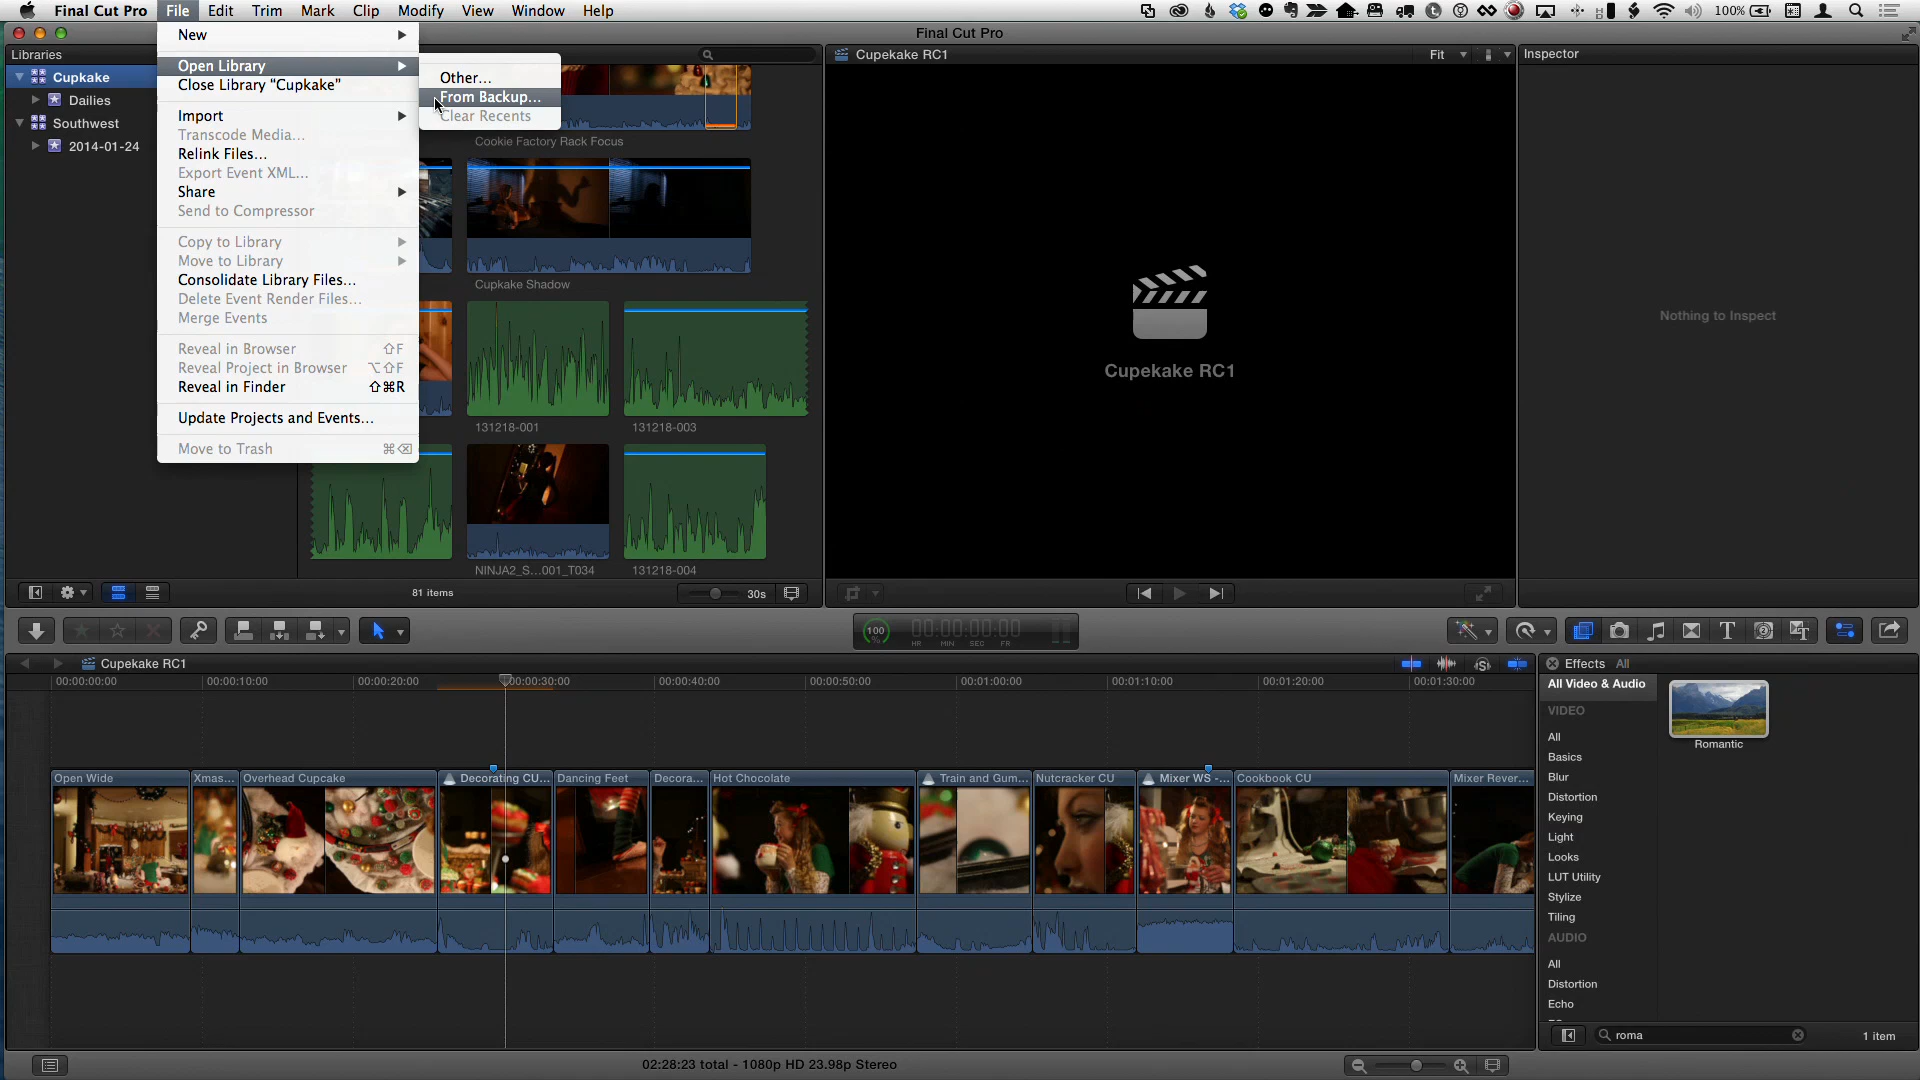 Final Cut Pro File Edit Trim Mark Clip Modify View Window Help 100%
Final Cut Pro
Libraries
Cupkake
Dailies
Southwest
2014-01-24
New
Open Library
Close Library “Cupkake”
Import
Transcode Media...
Relink Files...
Export Event XML...
Share
Send to Compressor
Copy to Library
Move to Library
Consolidate Library Files...
Delete Event Render Files...
Merge Events
Reveal in Browser ⇧F
Reveal Project in Browser ⌥⇧F
Reveal in Finder ⇧⌘R
Update Projects and Events...
Move to Trash ⌘⌫
Other...
From Backup...
Clear Recents
Cookie Factory Rack Focus
Cupkake Shadow
131218-001 131218-003
NINJA2_S...001_T034 131218-004
81 items 30s
Cupekake RC1 Fit
Cupekake RC1
Inspector
Nothing to Inspect
100 00:00:00:00
HR MIN SEC FR
Cupekake RC1
00:00:00:00 00:00:10:00 00:00:20:00 00:00:30:00 00:00:40:00 00:00:50:00 00:01:00:00 00:01:10:00 00:01:20:00 00:01:30:00
Open Wide Xmas... Overhead Cupcake Decorating CU... Dancing Feet Decora... Hot Chocolate Train and Gum... Nutcracker CU Mixer WS -... Cookbook CU Mixer Rever...
Effects All
All Video & Audio
VIDEO
All
Basics
Blur
Distortion
Keying
Light
Looks
LUT Utility
Stylize
Tiling
AUDIO
All
Distortion
Echo
Romantic
roma 1 item
02:28:23 total - 1080p HD 23.98p Stereo